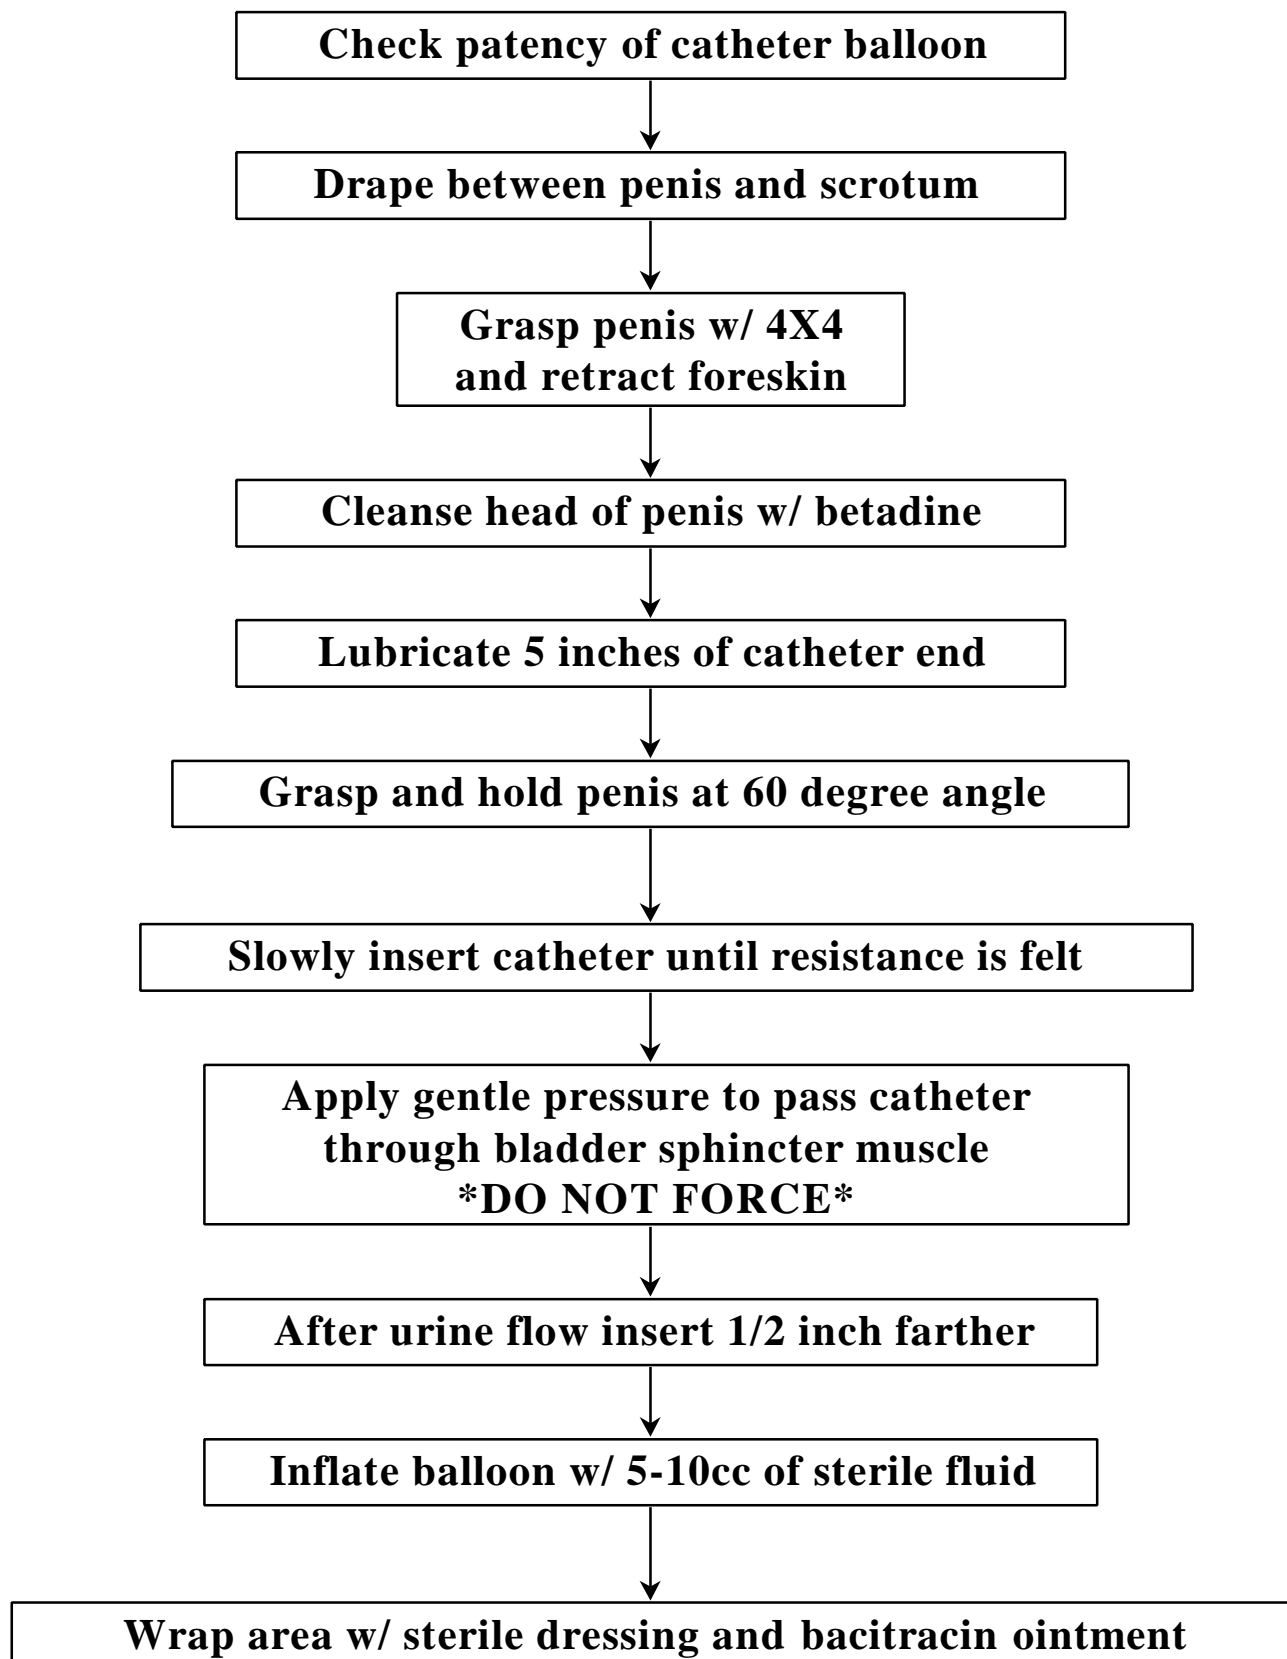 Check patency of catheter balloon
Drape between penis and scrotum
Grasp penis w/ 4X4
and retract foreskin
Cleanse head of penis w/ betadine
Lubricate 5 inches of catheter end
Grasp and hold penis at 60 degree angle
Slowly insert catheter until resistance is felt
Apply gentle pressure to pass catheter
through bladder sphincter muscle
*DO NOT FORCE*
After urine flow insert 1/2 inch farther
Inflate balloon w/ 5-10cc of sterile fluid
Wrap area w/ sterile dressing and bacitracin ointment